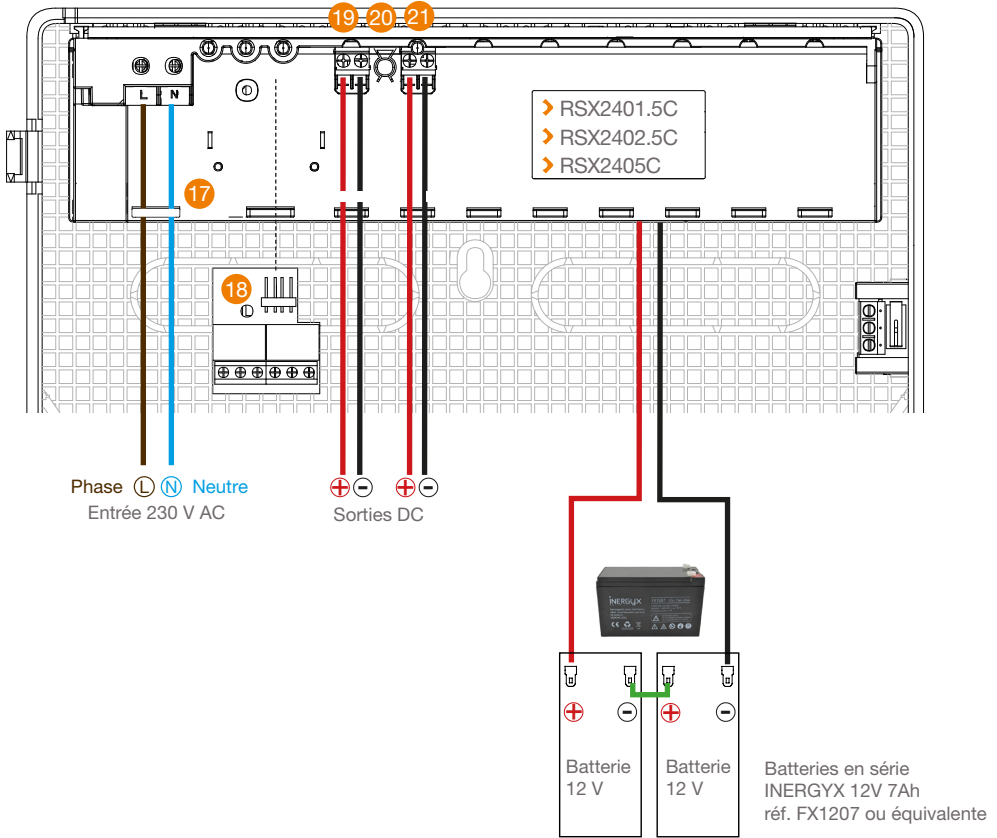 19 20 21
L N
RSX2401.5C
RSX2402.5C
RSX2405C
17
18
Phase L N Neutre
Entrée 230 V AC
+ - + -
Sorties DC
iNERGYX
+ - + -
Batterie
12 V
Batterie
12 V
Batteries en série
INERGYX 12V 7Ah
réf. FX1207 ou équivalente